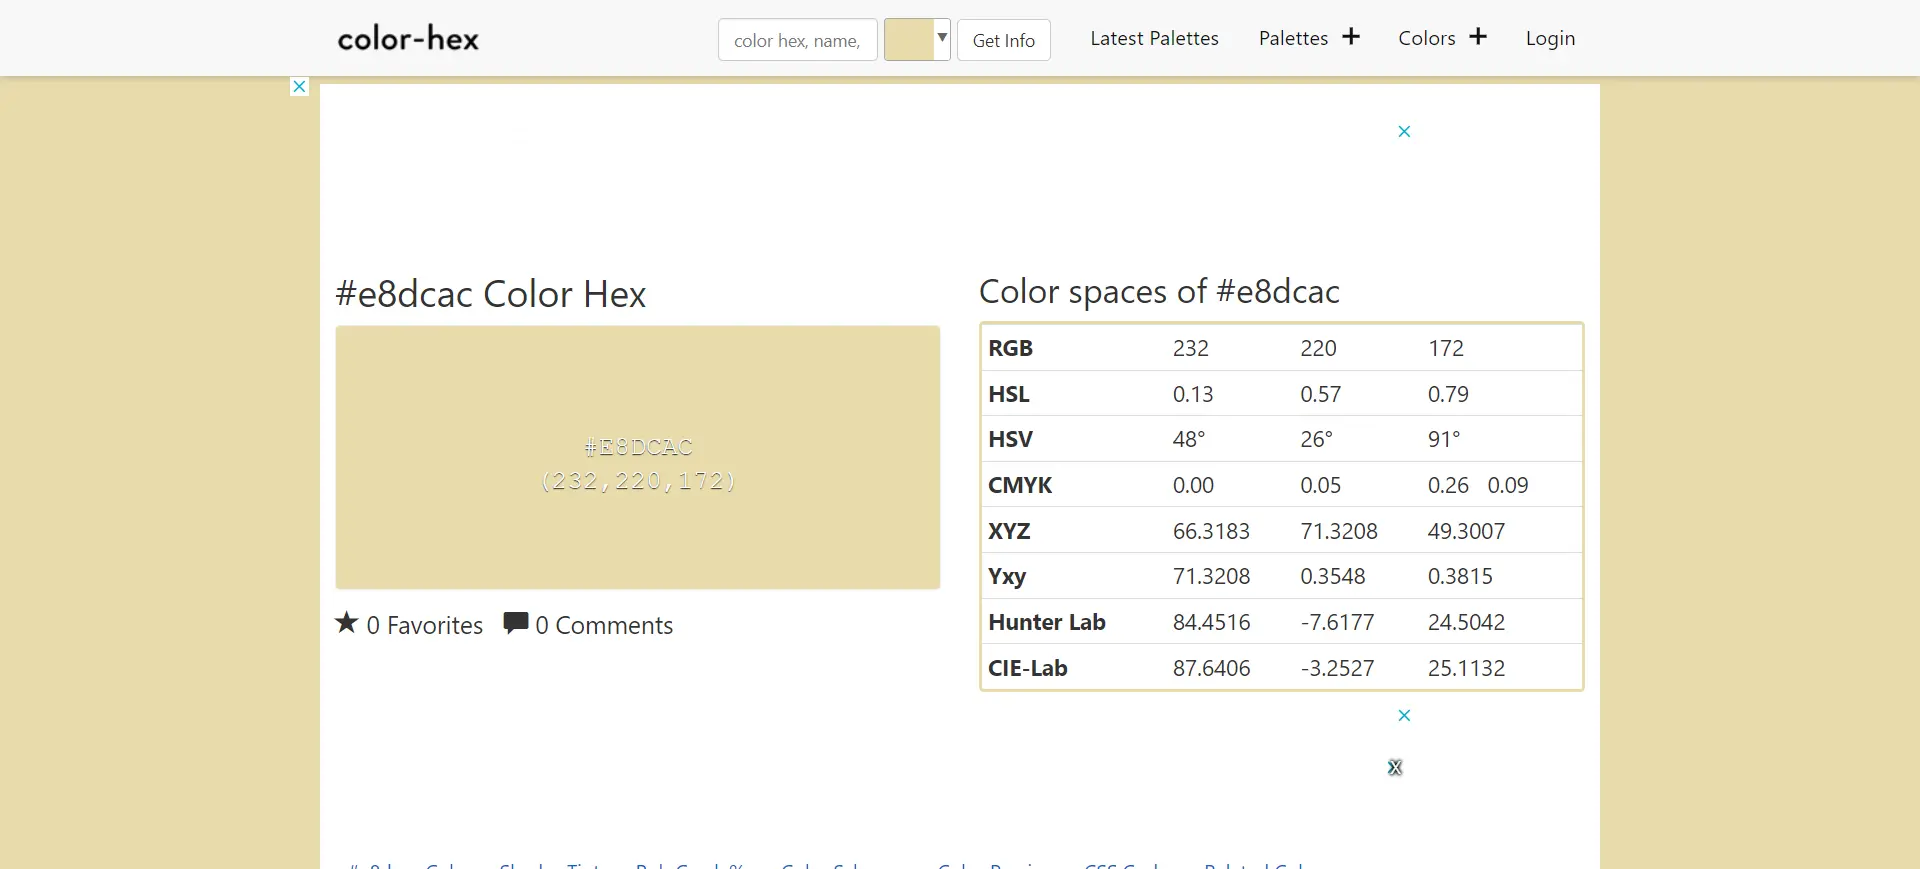 color-hex
color hex, name,
Get Info
Latest Palettes
Palettes +
Colors +
Login
#e8dcac Color Hex
#E8DCAC
(232,220,172)
0 Favorites
0 Comments
Color spaces of #e8dcac
RGB 232 220 172
HSL 0.13 0.57 0.79
HSV 48° 26° 91°
CMYK 0.00 0.05 0.26 0.09
XYZ 66.3183 71.3208 49.3007
Yxy 71.3208 0.3548 0.3815
Hunter Lab 84.4516 -7.6177 24.5042
CIE-Lab 87.6406 -3.2527 25.1132
X